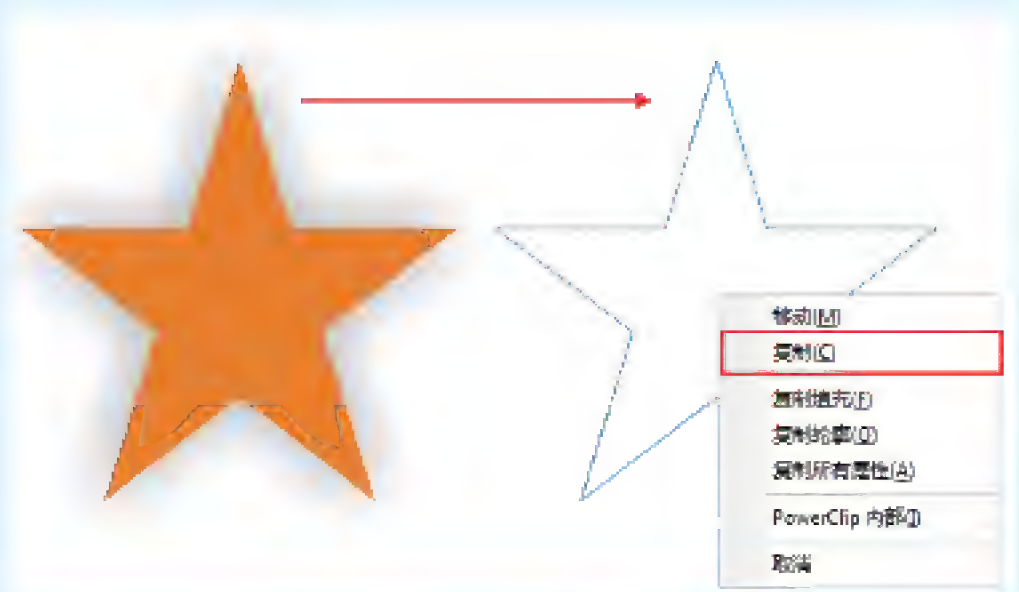 移动(M)
复制(C)
复制填充(F)
复制轮廓(O)
复制所有属性(A)
PowerClip 内部(I)
取消